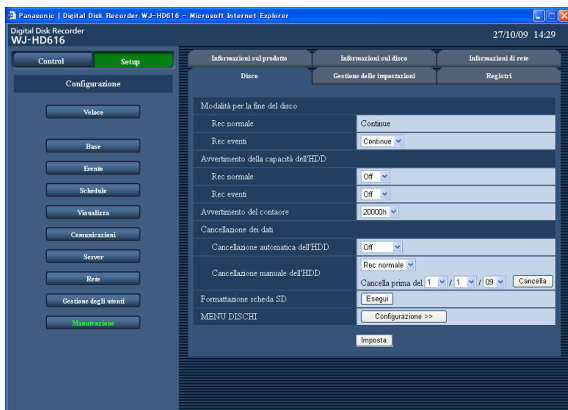 Panasonic | Digital Disk Recorder WJ-HD616 - Microsoft Internet Explorer
Digital Disk Recorder
WJ-HD616
27/10/09 14:29
Control
Setup
Configurazione
Veloce
Base
Evento
Schedule
Visualizza
Comunicazioni
Server
Rete
Gestione degli utenti
Manutenzione
Informazioni sul prodotto
Informazioni sul disco
Informazioni di rete
Disco
Gestione delle impostazioni
Registri
Modalità per la fine del disco
Rec normale Continue
Rec eventi Continue
Avvertimento della capacità dell'HDD
Rec normale Off
Rec eventi Off
Avvertimento del contaore 20000h
Cancellazione dei dati
Cancellazione automatica dell'HDD Off
Cancellazione manuale dell'HDD Rec normale
Cancella prima del 1 / 1 / 09 Cancella
Formattazione scheda SD Esegui
MENU DISCHI Configurazione >>
Imposta